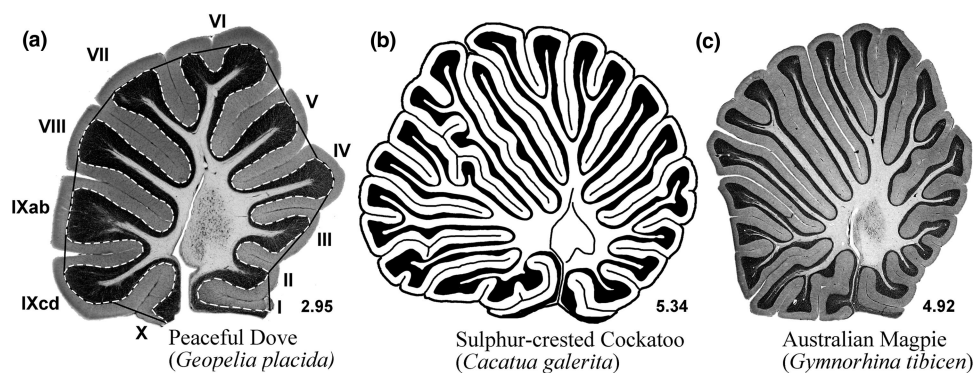 (a)
VI
VII
V
VIII
IV
IXab
III
II
IXcd
I
2.95
X
Peaceful Dove
(Geopelia placida)
(b)
5.34
Sulphur-crested Cockatoo
(Cacatua galerita)
(c)
4.92
Australian Magpie
(Gymnorhina tibicen)